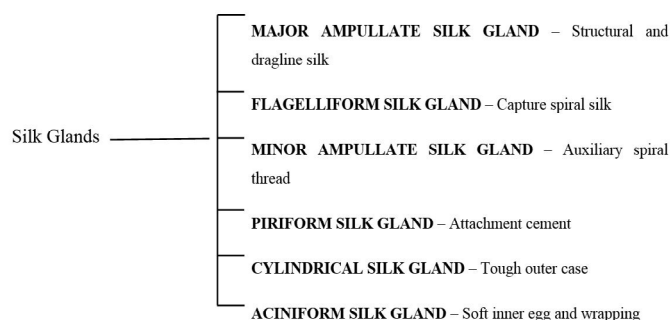 MAJOR AMPULLATE SILK GLAND – Structural and
dragline silk
FLAGELLIFORM SILK GLAND – Capture spiral silk
Silk Glands
MINOR AMPULLATE SILK GLAND – Auxiliary spiral
thread
PIRIFORM SILK GLAND – Attachment cement
CYLINDRICAL SILK GLAND – Tough outer case
ACINIFORM SILK GLAND – Soft inner egg and wrapping